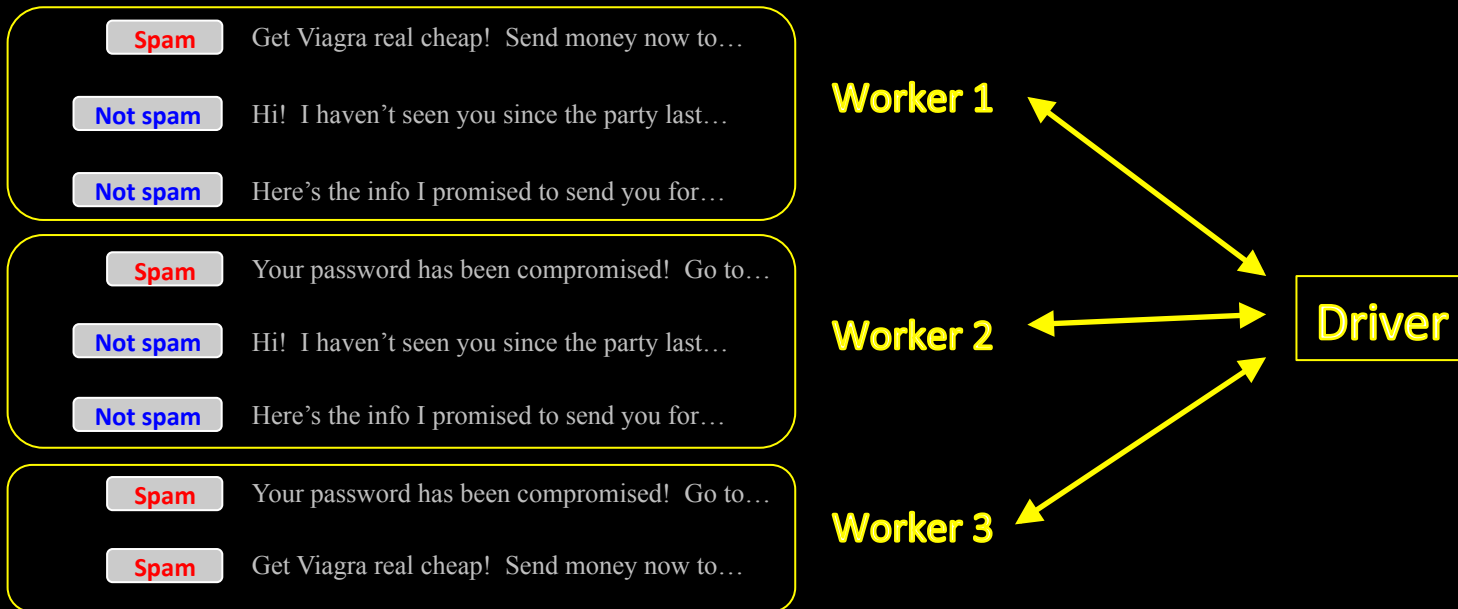 Spam Get Viagra real cheap!  Send money now to…
Not spam Hi!  I haven’t seen you since the party last…
Not spam Here’s the info I promised to send you for…
Worker 1
Spam Your password has been compromised!  Go to…
Not spam Hi!  I haven’t seen you since the party last…
Not spam Here’s the info I promised to send you for…
Worker 2
Spam Your password has been compromised!  Go to…
Spam Get Viagra real cheap!  Send money now to…
Worker 3
Driver